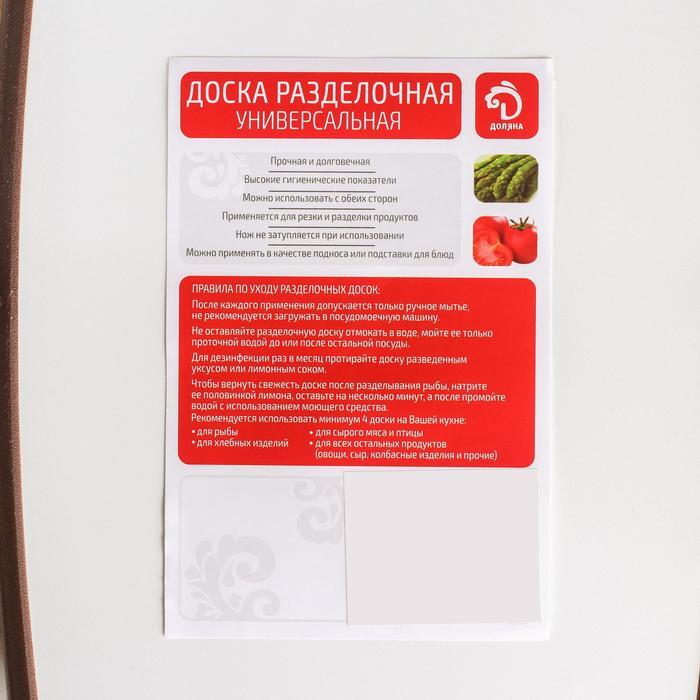 ДОСКА РАЗДЕЛОЧНАЯ
УНИВЕРСАЛЬНАЯ
ДОЛЯНА
Прочная и долговечная
Высокие гигиенические показатели
Можно использовать с обеих сторон
Применяется для резки и разделки продуктов
Нож не затупляется при использовании
Можно применять в качестве подноса или подставки для блюд
ПРАВИЛА ПО УХОДУ РАЗДЕЛОЧНЫХ ДОСОК:
После каждого применения допускается только ручное мытье,
не рекомендуется загружать в посудомоечную машину.
Не оставляйте разделочную доску отмокать в воде, мойте ее только
проточной водой до или после остальной посуды.
Для дезинфекции раз в месяц протирайте доску разведенным
уксусом или лимонным соком.
Чтобы вернуть свежесть доске после разделывания рыбы, натрите
ее половинкой лимона, оставьте на несколько минут, а после промойте
водой с использованием моющего средства.
Рекомендуется использовать минимум 4 доски на Вашей кухне:
• для рыбы
• для хлебных изделий
• для сырого мяса и птицы
• для всех остальных продуктов
(овощи, сыр, колбасные изделия и прочие)